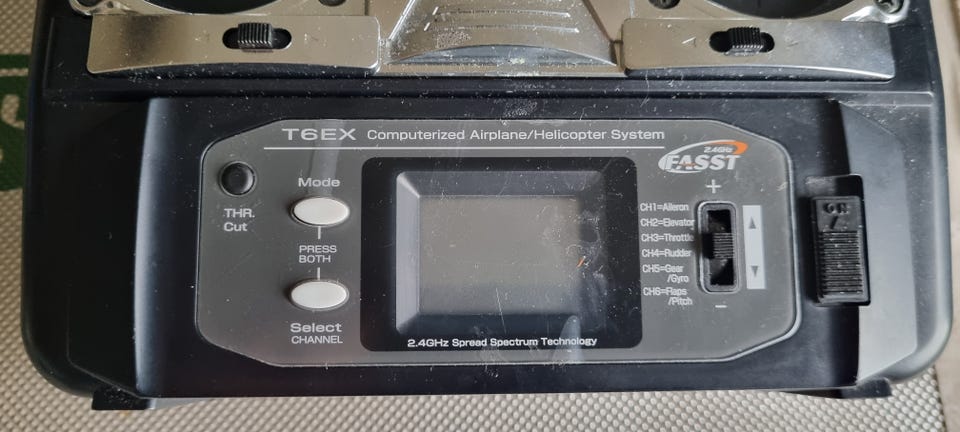 T6EX Computerized Airplane/Helicopter System
2.4GHz
FASST
Mode
THR.
Cut
PRESS
BOTH
Select
CHANNEL
2.4GHz Spread Spectrum Technology
+
CH1=Aileron
CH2=Elevator
CH3=Throttle
CH4=Rudder
CH5=Gear
/Gyro
CH6=Flaps
/Pitch
−
ON